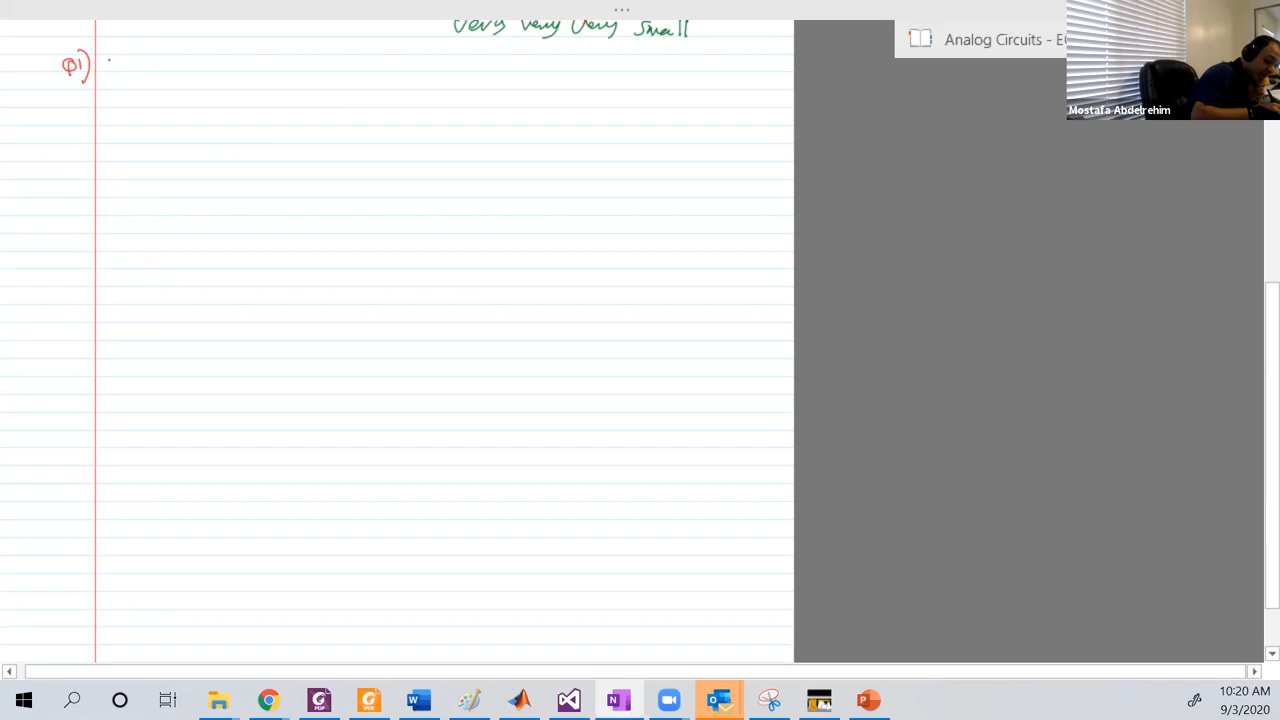 very very very small
Analog Circuits - E
Mostafa Abdelrehim
Q1)
10:20 AM
9/3/2020